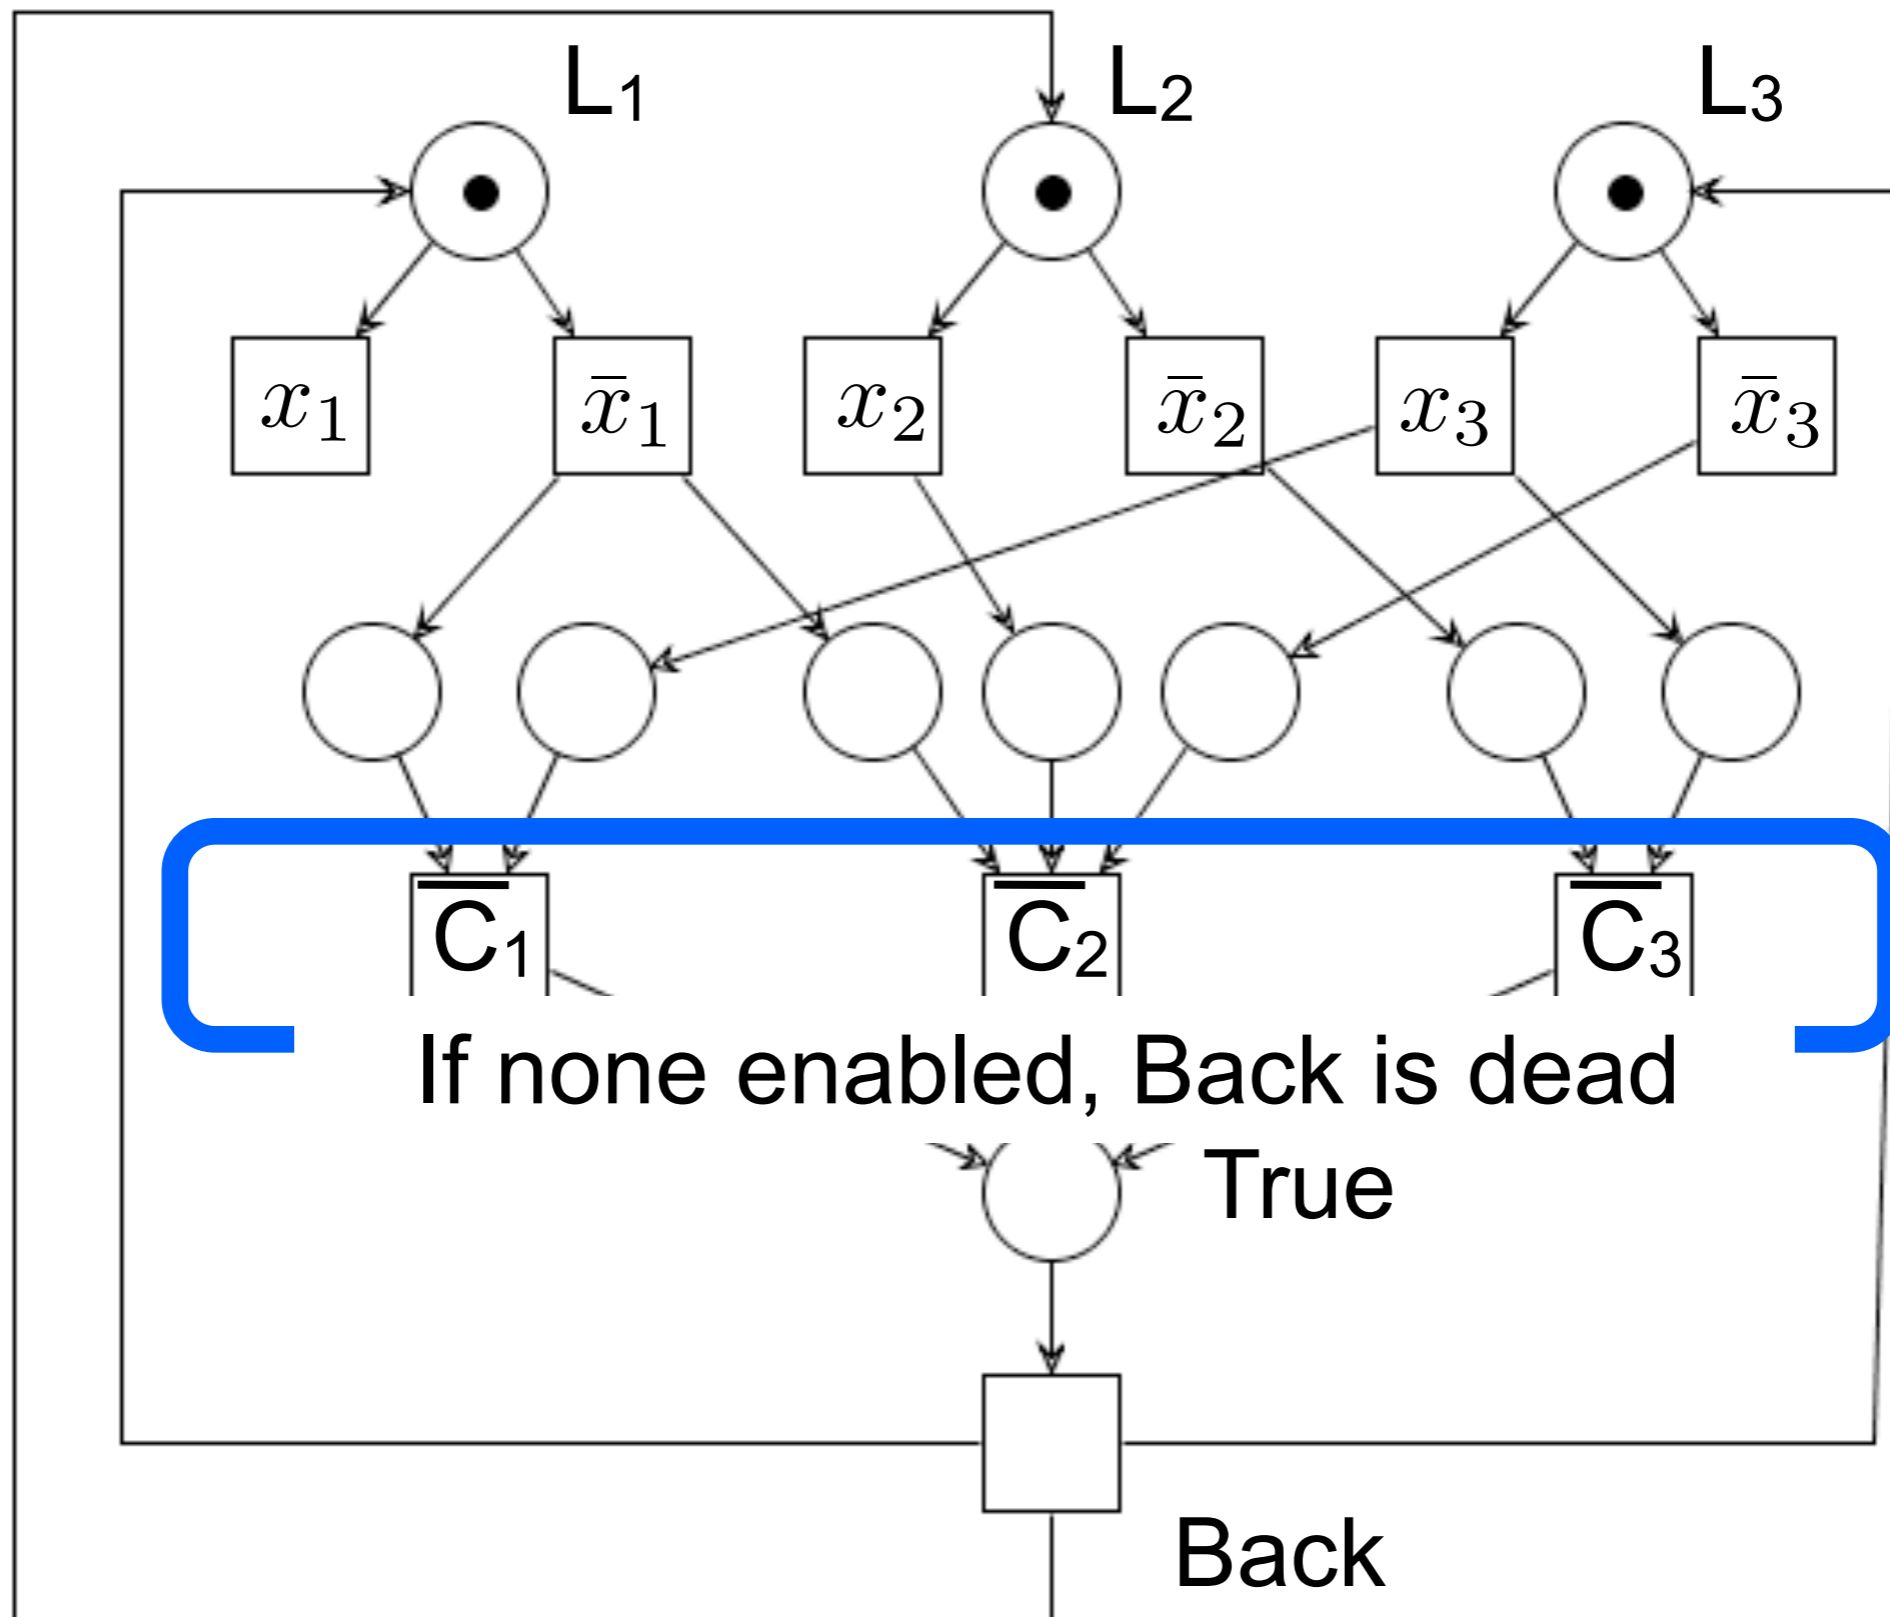 L₁ L₂ L₃
x₁ x̄₁ x₂ x̄₂ x₃ x̄₃
C̅₁ C̅₂ C̅₃
If none enabled, Back is dead
True
Back